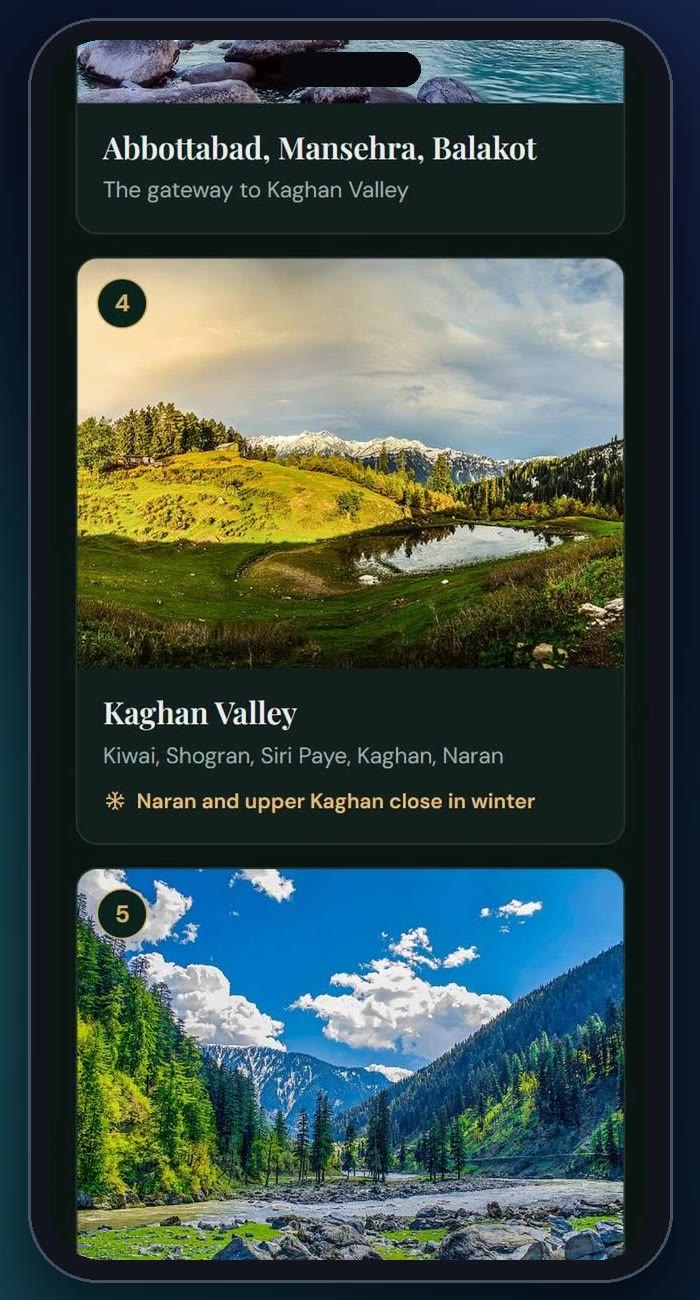 Abbottabad, Mansehra, Balakot
The gateway to Kaghan Valley
4
Kaghan Valley
Kiwai, Shogran, Siri Paye, Kaghan, Naran
Naran and upper Kaghan close in winter
5